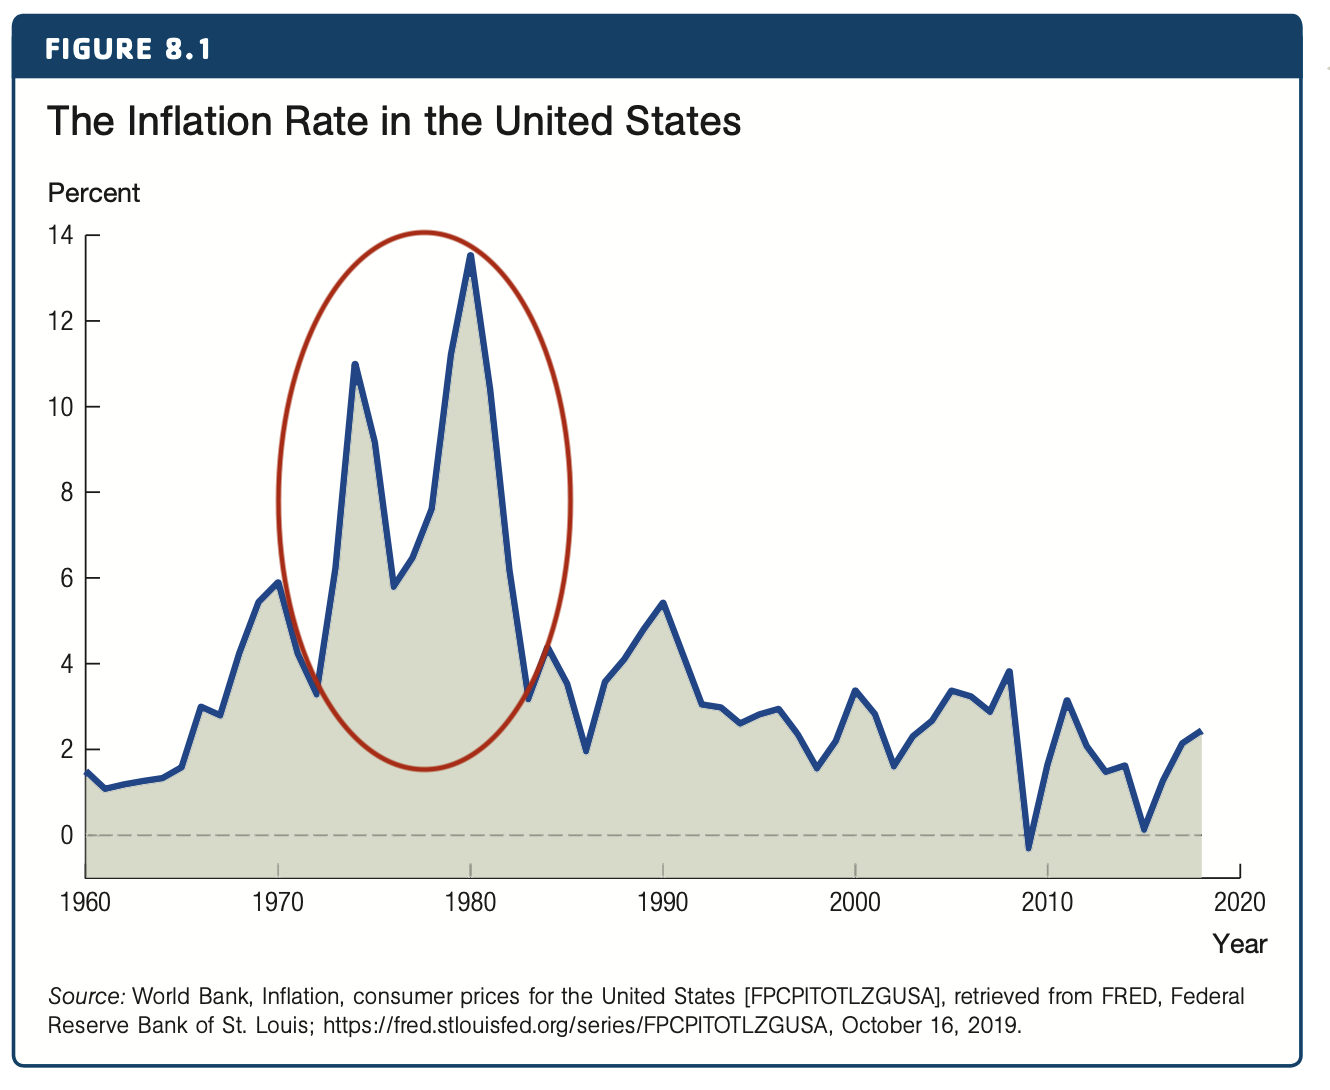 FIGURE 8.1
The Inflation Rate in the United States
Percent
14
12
10
8
6
4
2
0
1960 1970 1980 1990 2000 2010 2020
Year
Source: World Bank, Inflation, consumer prices for the United States [FPCPITOTLZGUSA], retrieved from FRED, Federal
Reserve Bank of St. Louis; https://fred.stlouisfed.org/series/FPCPITOTLZGUSA, October 16, 2019.